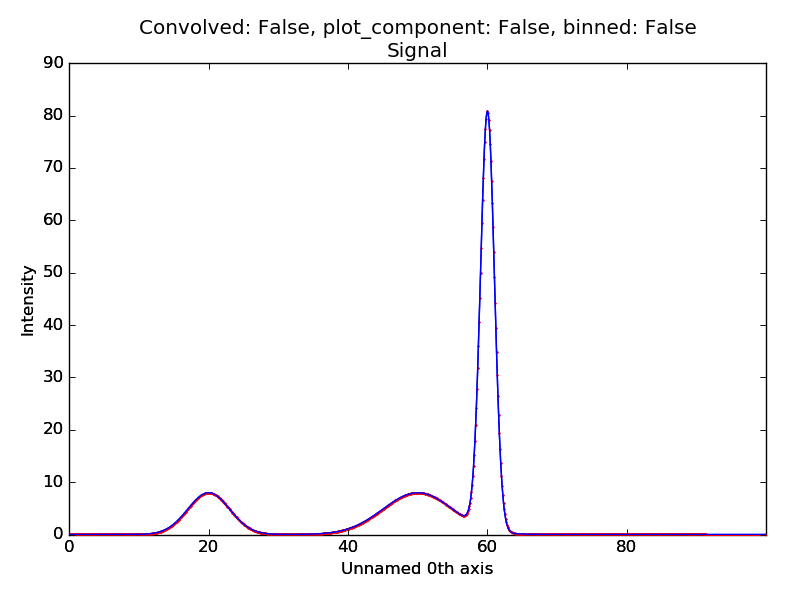 Convolved: False, plot_component: False, binned: False
Signal
90
80
70
60
50
40
30
20
10
0
Intensity
0 20 40 60 80
Unnamed 0th axis